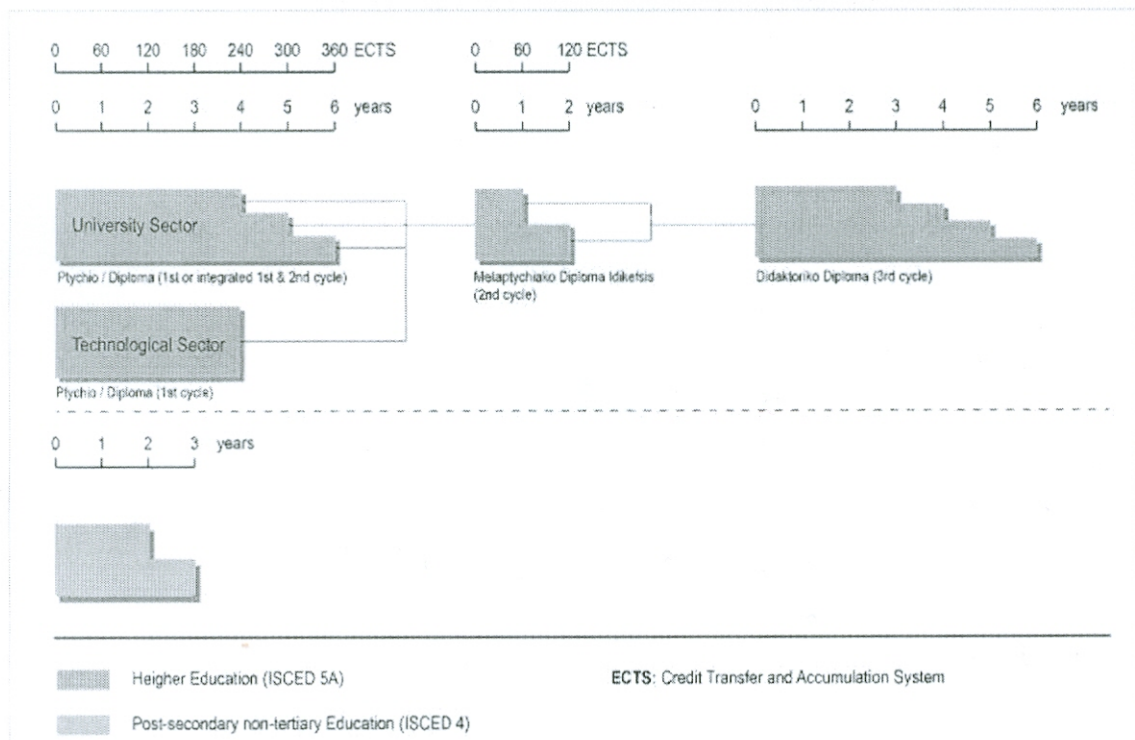 0 60 120 180 240 300 360 ECTS
0 60 120 ECTS
0 1 2 3 4 5 6 years
0 1 2 years
0 1 2 3 4 5 6 years
University Sector
Ptychio / Diploma (1st or integrated 1st & 2nd cycle)
Metaptychiako Diploma Idikefsis
(2nd cycle)
Didaktoriko Diploma (3rd cycle)
Technological Sector
Ptychio / Diploma (1st cycle)
0 1 2 3 years
Heigher Education (ISCED 5A)
ECTS: Credit Transfer and Accumulation System
Post-secondary non-tertiary Education (ISCED 4)